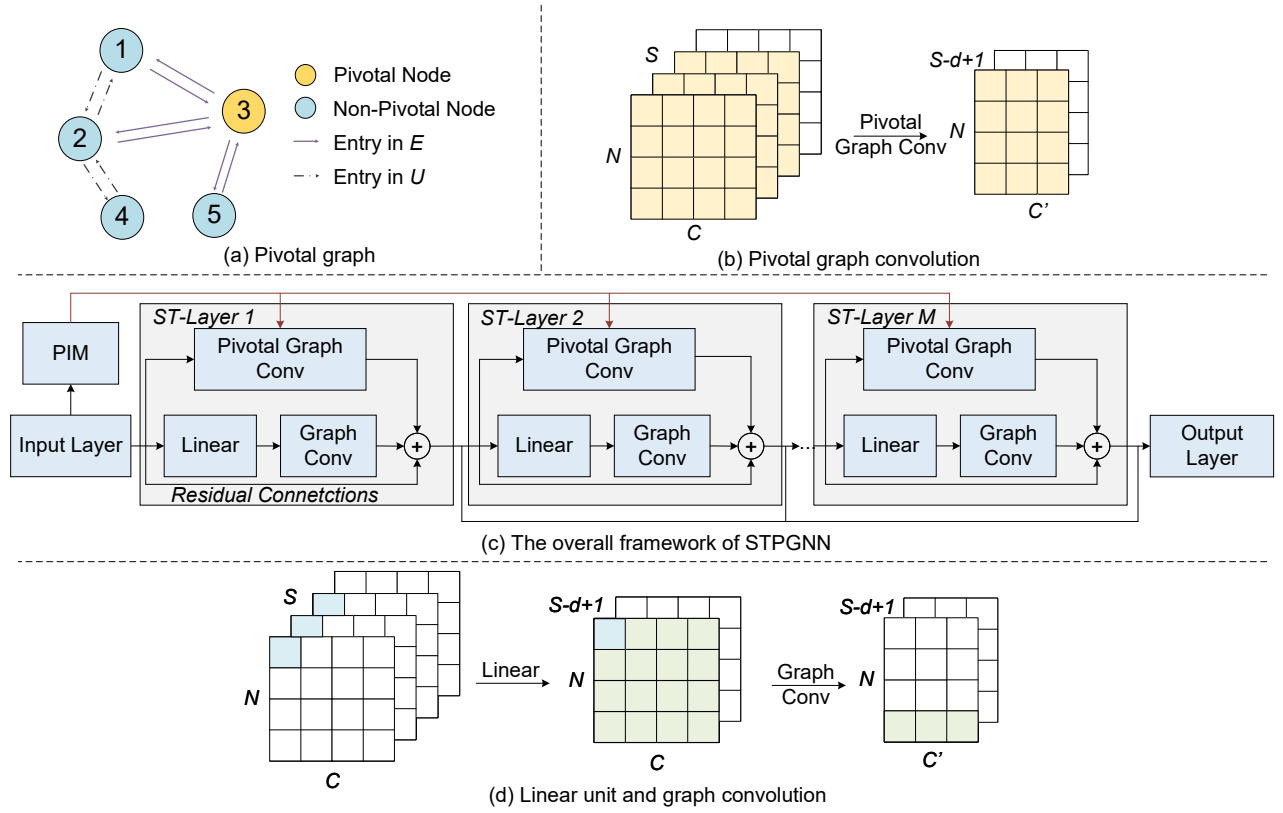 1
2
3
4
5
Pivotal Node
Non-Pivotal Node
Entry in E
Entry in U
(a) Pivotal graph
S
N
C
Pivotal
Graph Conv
S-d+1
N
C’
(b) Pivotal graph convolution
PIM
Input Layer
ST-Layer 1
Pivotal Graph
Conv
Linear
Graph
Conv
+
Residual Connetctions
ST-Layer 2
Pivotal Graph
Conv
Linear
Graph
Conv
+
...
ST-Layer M
Pivotal Graph
Conv
Linear
Graph
Conv
+
Output
Layer
(c) The overall framework of STPGNN
S
N
C
Linear
S-d+1
N
C
Graph
Conv
S-d+1
N
C’
(d) Linear unit and graph convolution